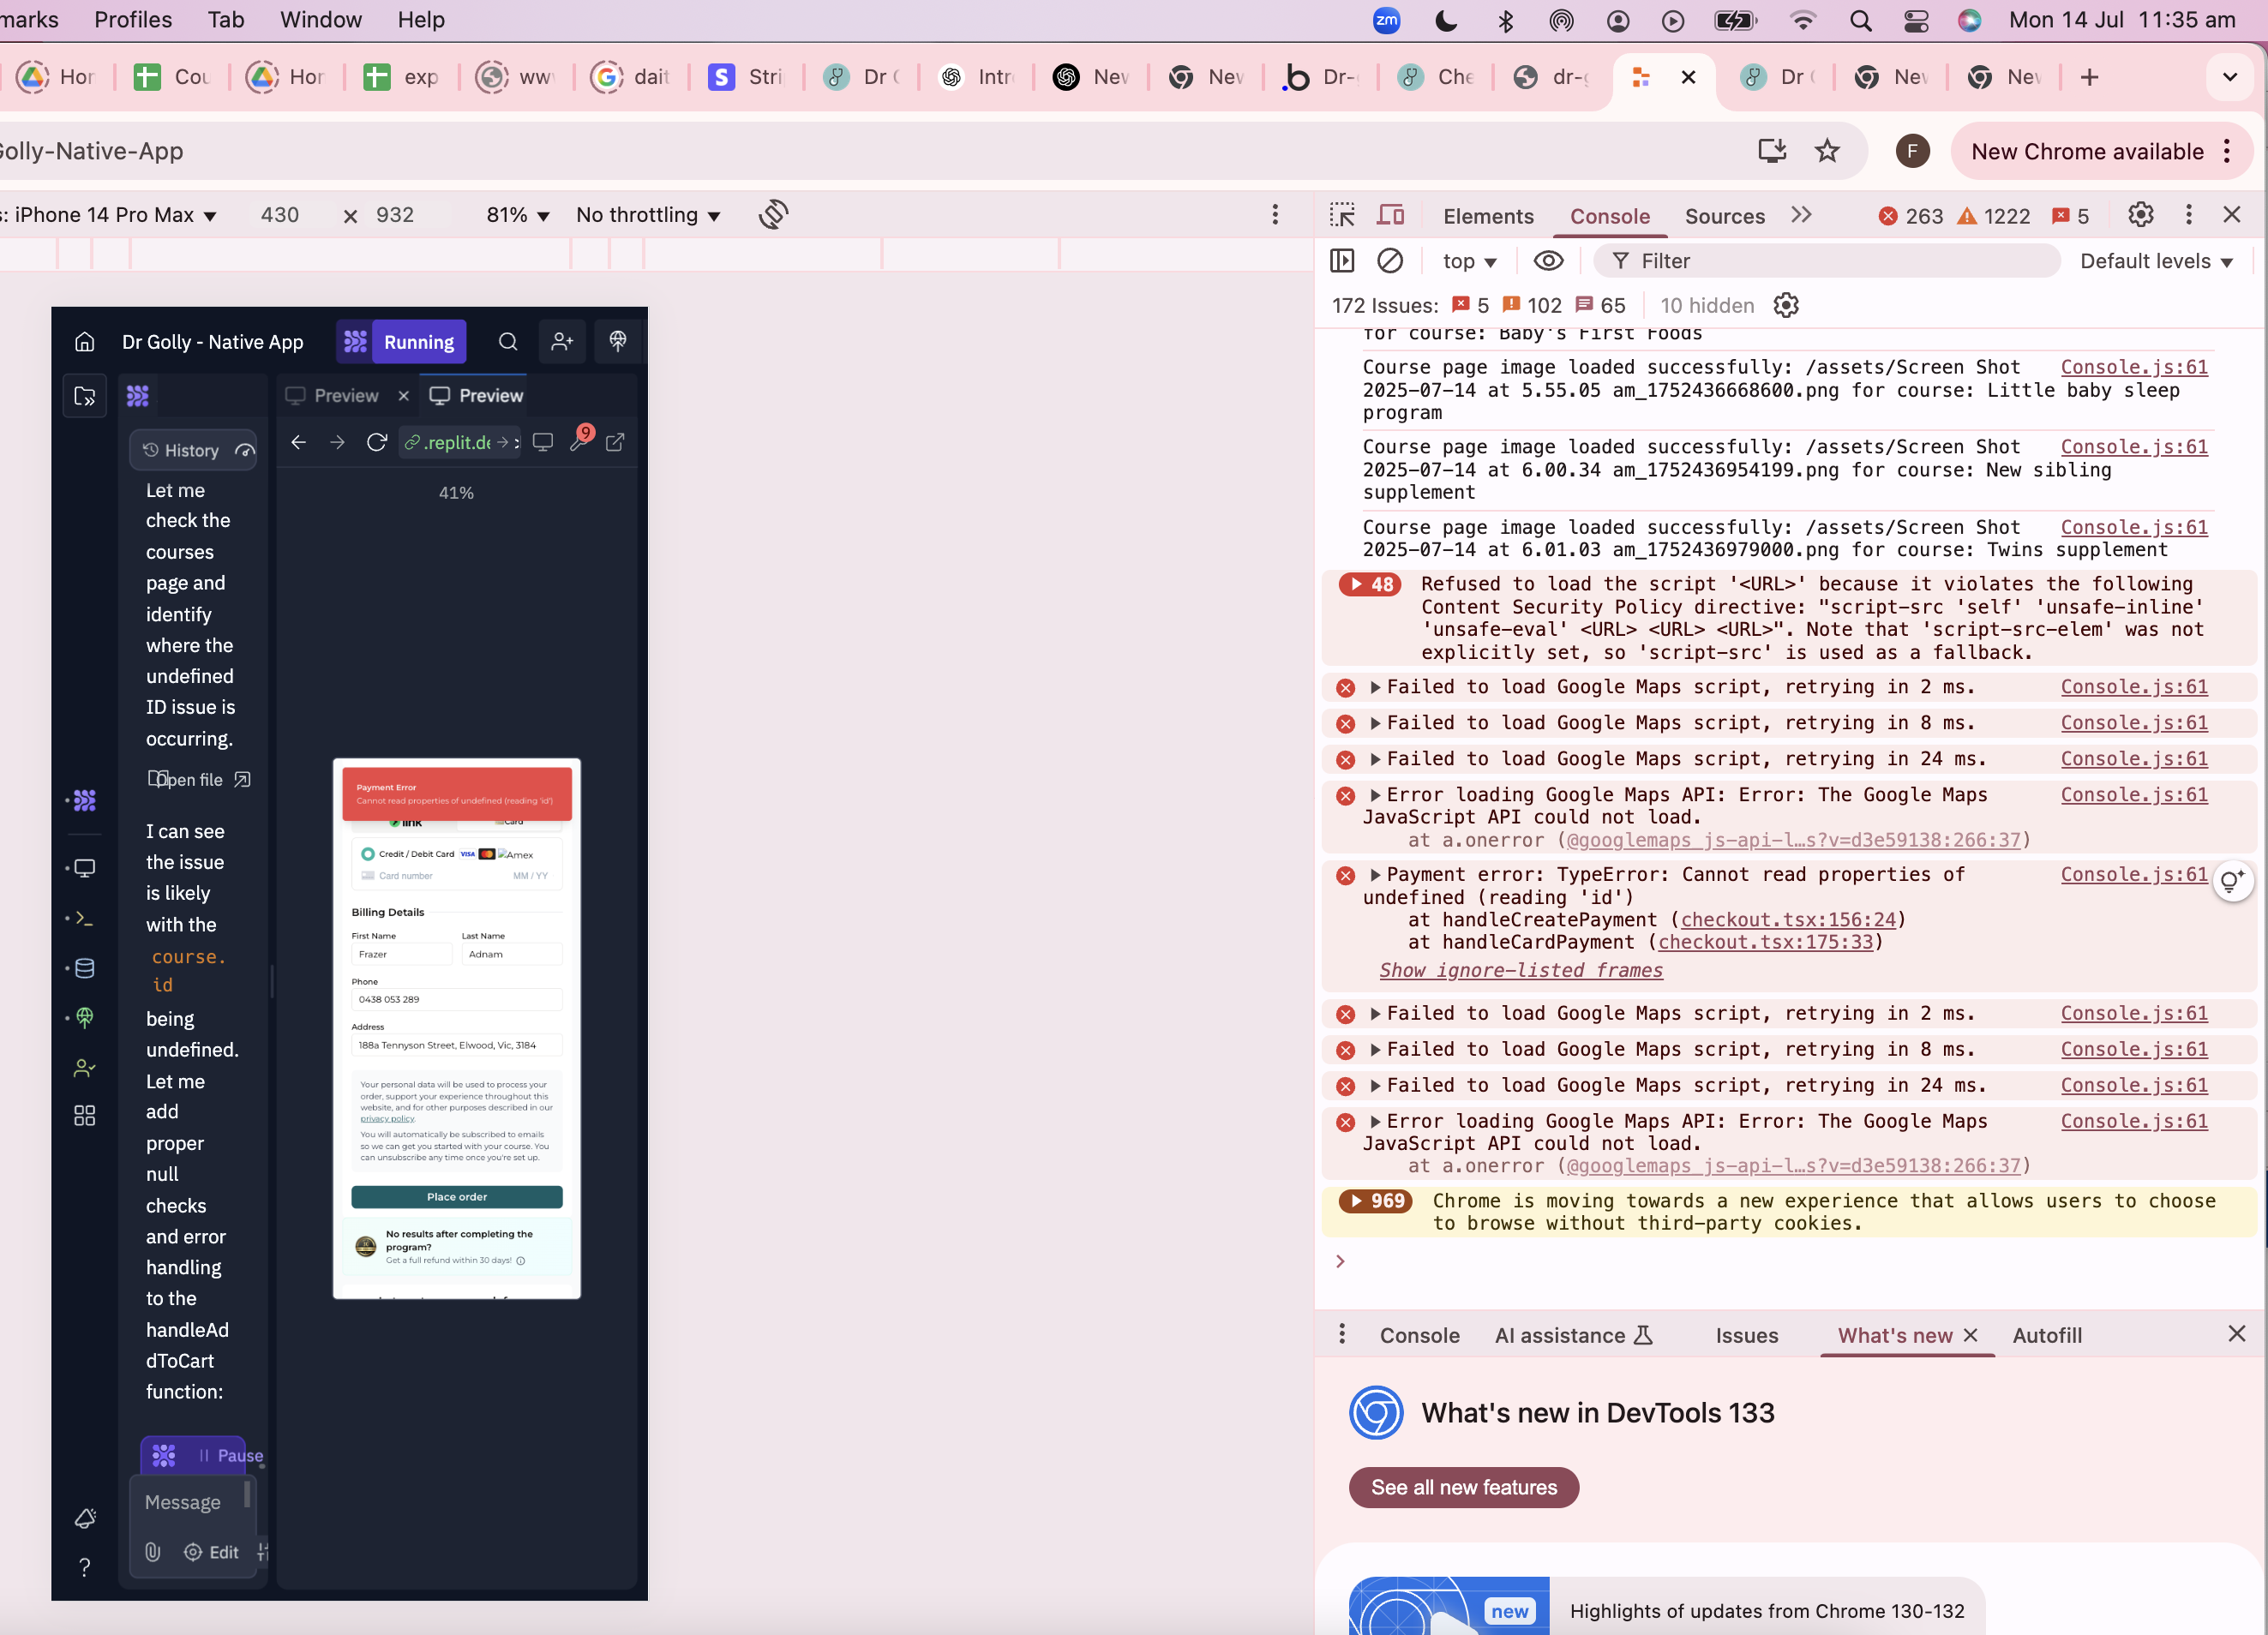 marks Profiles Tab Window Help zm Mon 14 Jul 11:35 am
Hor Cou Hor exp ww dait S Stri Dr Intr New New b Dr- Che dr-g Dr New New
Golly-Native-App F New Chrome available
s: iPhone 14 Pro Max 430 × 932 81% No throttling
Elements Console Sources 263 1222 5
top Filter Default levels
172 Issues: 5 102 65 10 hidden
Dr Golly - Native App Running
Preview Preview
History .replit.de
9
41%
Let me
check the
courses
page and
identify
where the
undefined
ID issue is
occurring.
Open file
I can see
the issue
is likely
with the
course.
id
being
undefined.
Let me
add
proper
null
checks
and error
handling
to the
handleAd
dToCart
function:
Pause
Message
Edit
Payment Error
Cannot read properties of undefined (reading 'id')
link Card
Credit / Debit Card VISA Amex
Card number MM / YY
Billing Details
First Name Last Name
Frazer Adnam
Phone
0438 053 289
Address
188a Tennyson Street, Elwood, Vic, 3184
Your personal data will be used to process your
order, support your experience throughout this
website, and for other purposes described in our
privacy policy.
You will automatically be subscribed to emails
so we can get you started with your course. You
can unsubscribe any time once you're set up.
Place order
No results after completing the
program?
Get a full refund within 30 days!
for course: Baby's First Foods
Course page image loaded successfully: /assets/Screen Shot Console.js:61
2025-07-14 at 5.55.05 am_1752436668600.png for course: Little baby sleep
program
Course page image loaded successfully: /assets/Screen Shot Console.js:61
2025-07-14 at 6.00.34 am_1752436954199.png for course: New sibling
supplement
Course page image loaded successfully: /assets/Screen Shot Console.js:61
2025-07-14 at 6.01.03 am_1752436979000.png for course: Twins supplement
48 Refused to load the script '<URL>' because it violates the following
Content Security Policy directive: "script-src 'self' 'unsafe-inline'
'unsafe-eval' <URL> <URL> <URL>". Note that 'script-src-elem' was not
explicitly set, so 'script-src' is used as a fallback.
Failed to load Google Maps script, retrying in 2 ms. Console.js:61
Failed to load Google Maps script, retrying in 8 ms. Console.js:61
Failed to load Google Maps script, retrying in 24 ms. Console.js:61
Error loading Google Maps API: Error: The Google Maps Console.js:61
JavaScript API could not load.
at a.onerror (@googlemaps_js-api-l…s?v=d3e59138:266:37)
Payment error: TypeError: Cannot read properties of Console.js:61
undefined (reading 'id')
at handleCreatePayment (checkout.tsx:156:24)
at handleCardPayment (checkout.tsx:175:33)
Show ignore-listed frames
Failed to load Google Maps script, retrying in 2 ms. Console.js:61
Failed to load Google Maps script, retrying in 8 ms. Console.js:61
Failed to load Google Maps script, retrying in 24 ms. Console.js:61
Error loading Google Maps API: Error: The Google Maps Console.js:61
JavaScript API could not load.
at a.onerror (@googlemaps_js-api-l…s?v=d3e59138:266:37)
969 Chrome is moving towards a new experience that allows users to choose
to browse without third-party cookies.
Console AI assistance Issues What's new Autofill
What's new in DevTools 133
See all new features
new Highlights of updates from Chrome 130-132